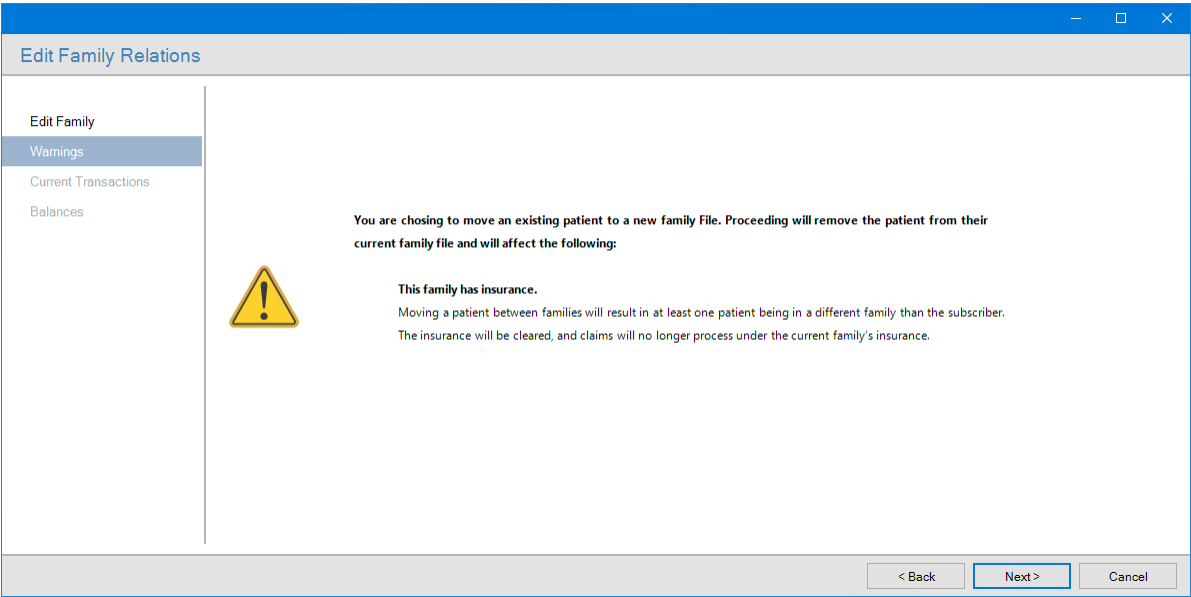 Edit Family Relations
Edit Family
Warnings
Current Transactions
Balances
You are chosing to move an existing patient to a new family File. Proceeding will remove the patient from their
current family file and will affect the following:
This family has insurance.
Moving a patient between families will result in at least one patient being in a different family than the subscriber.
The insurance will be cleared, and claims will no longer process under the current family's insurance.
< Back
Next >
Cancel